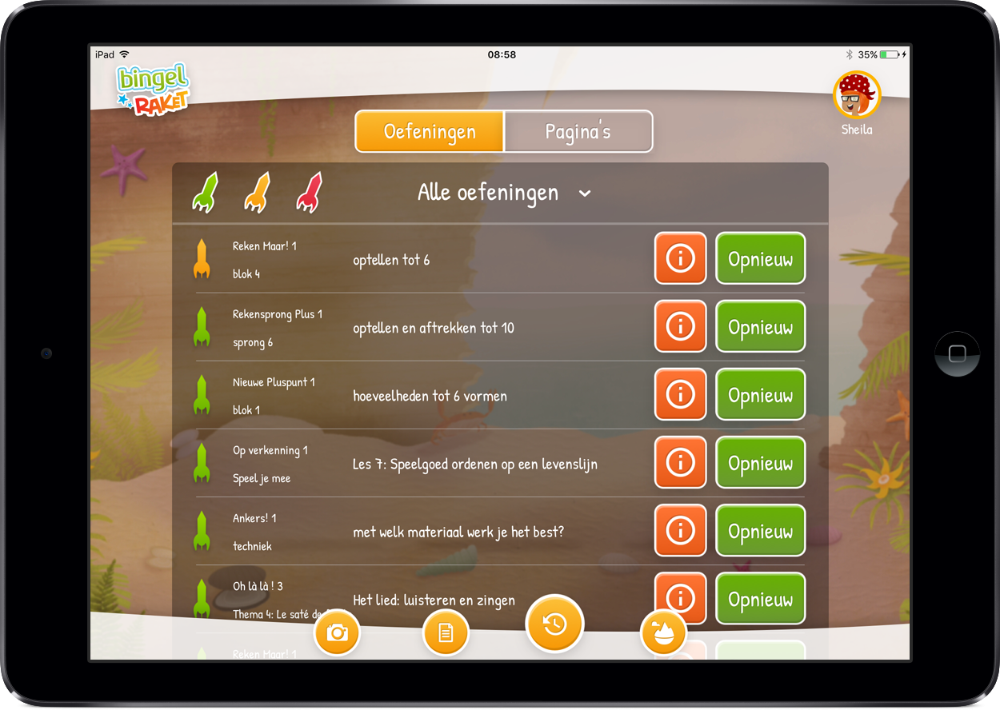 iPad
08:58
35%
bingel
RAKET
Sheila
Oefeningen
Pagina's
Alle oefeningen
Reken Maar! 1
blok 4
optellen tot 6
Opnieuw
Rekensprong Plus 1
sprong 6
optellen en aftrekken tot 10
Opnieuw
Nieuwe Pluspunt 1
blok 1
hoeveelheden tot 6 vormen
Opnieuw
Op verkenning 1
Speel je mee
Les 7: Speelgoed ordenen op een levenslijn
Opnieuw
Ankers! 1
techniek
met welk materiaal werk je het best?
Opnieuw
Oh là là ! 3
Thema 4: Le saté de
Het lied: luisteren en zingen
Opnieuw
Reken Maar! 1